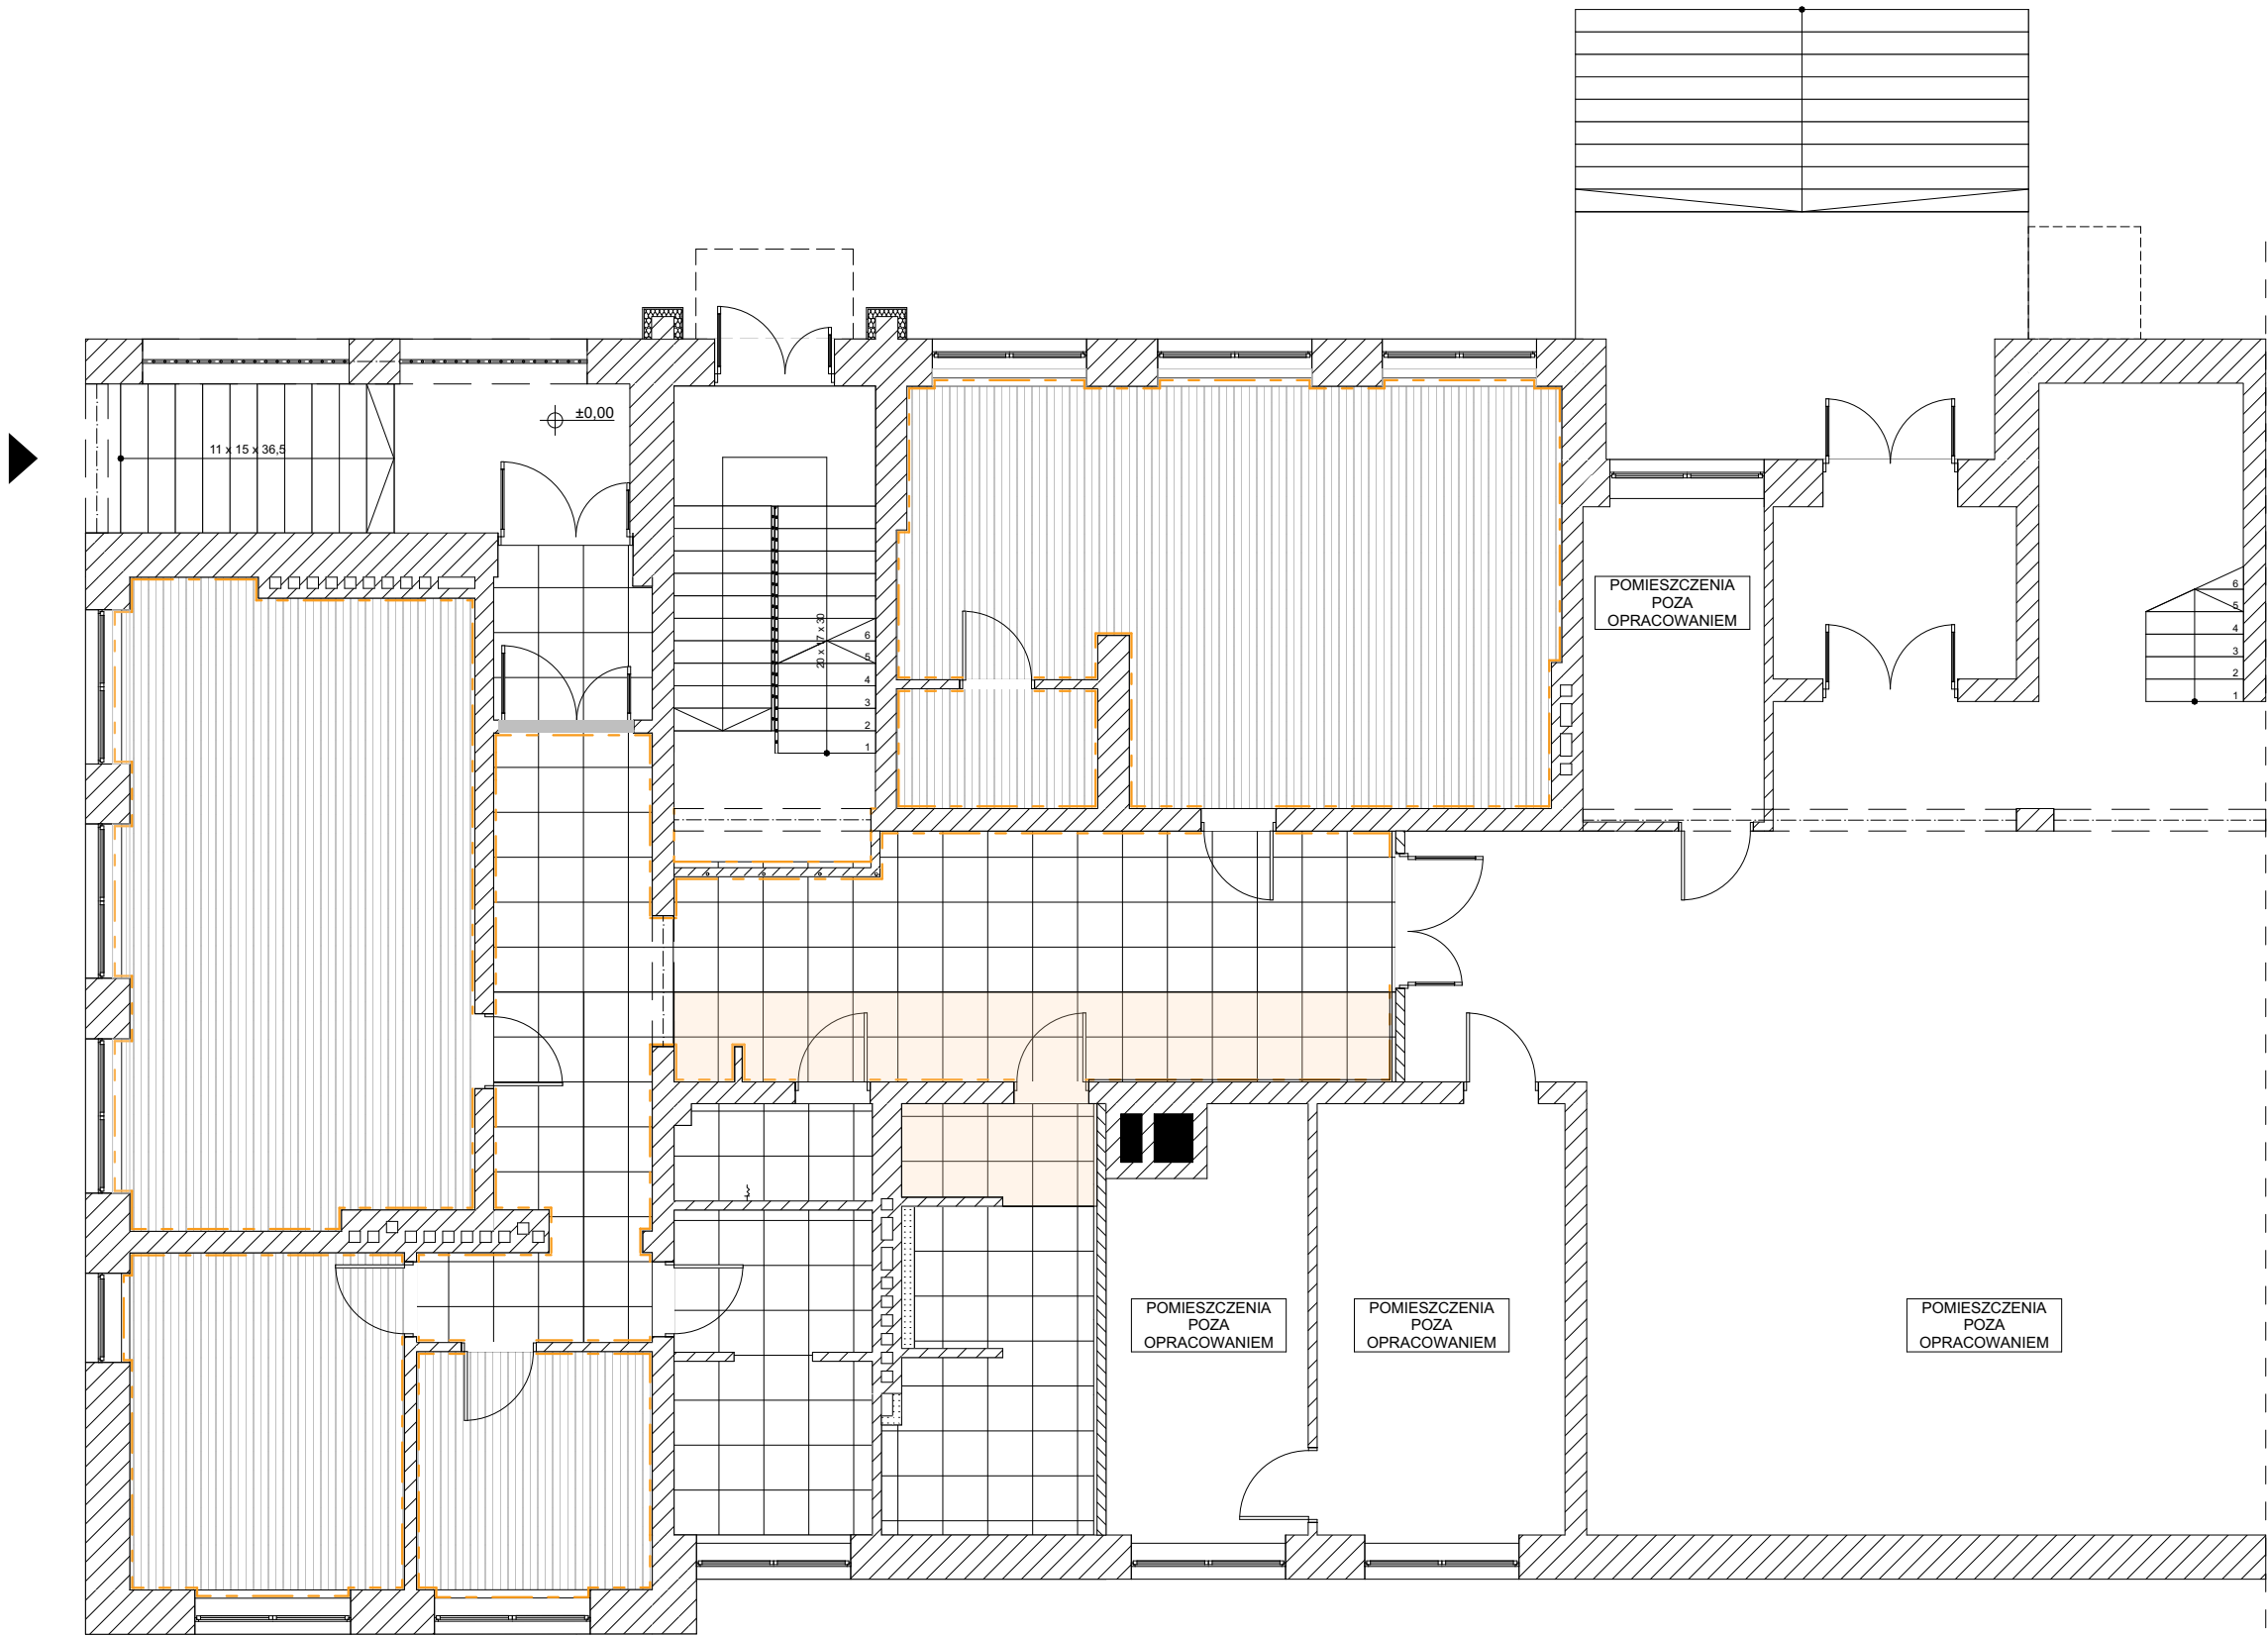 ±0,00
11 x 15 x 36,5
POMIESZCZENIA
POZA
OPRACOWANIEM
6
5
4
3
2
1
20 x 17 x 30
6
5
4
3
2
1
POMIESZCZENIA
POZA
OPRACOWANIEM
POMIESZCZENIA
POZA
OPRACOWANIEM
POMIESZCZENIA
POZA
OPRACOWANIEM